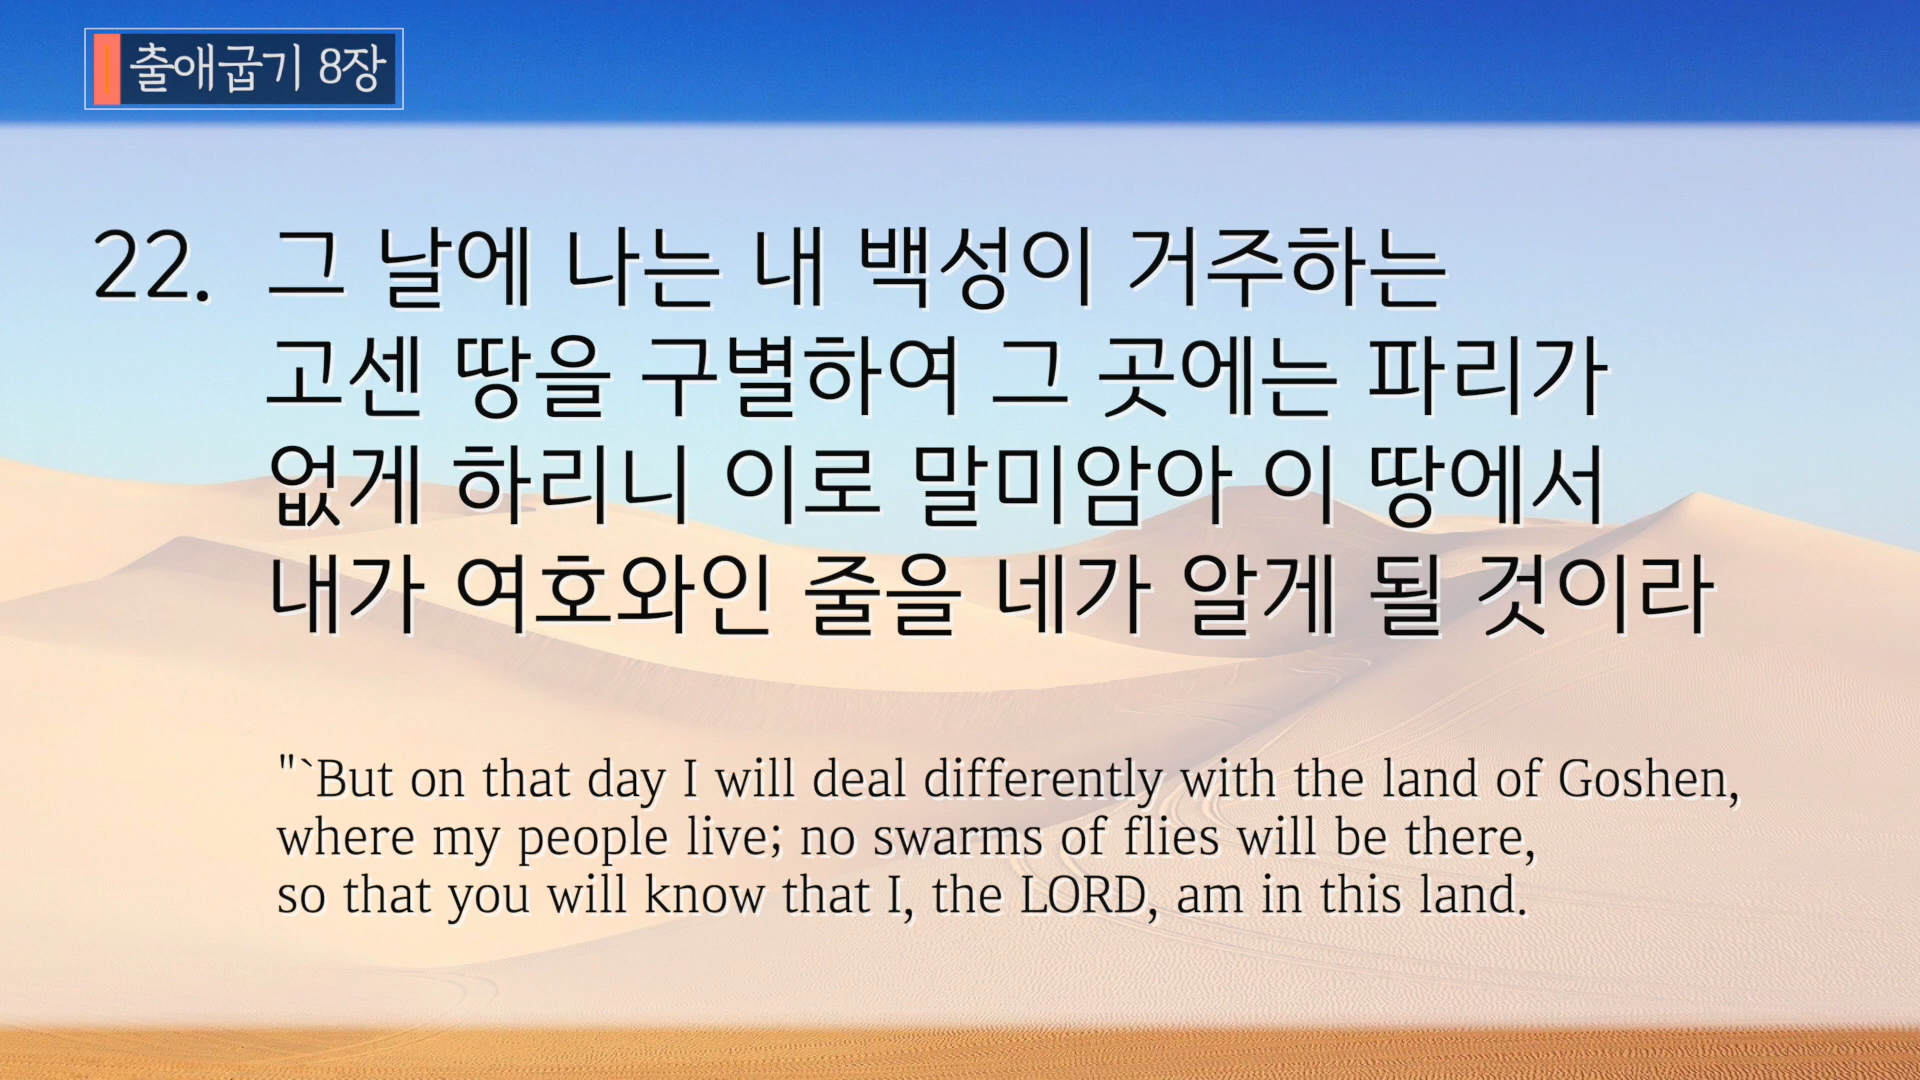 출애굽기 8장
22. 그 날에 나는 내 백성이 거주하는
고센 땅을 구별하여 그 곳에는 파리가
없게 하리니 이로 말미암아 이 땅에서
내가 여호와인 줄을 네가 알게 될 것이라
"`But on that day I will deal differently with the land of Goshen,
where my people live; no swarms of flies will be there,
so that you will know that I, the LORD, am in this land.